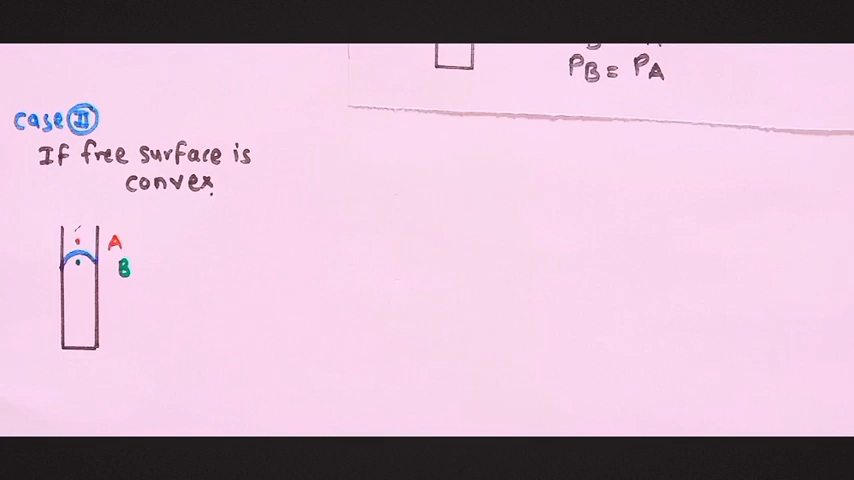 PB = PA
Case II
If free surface is
convex.
A
B